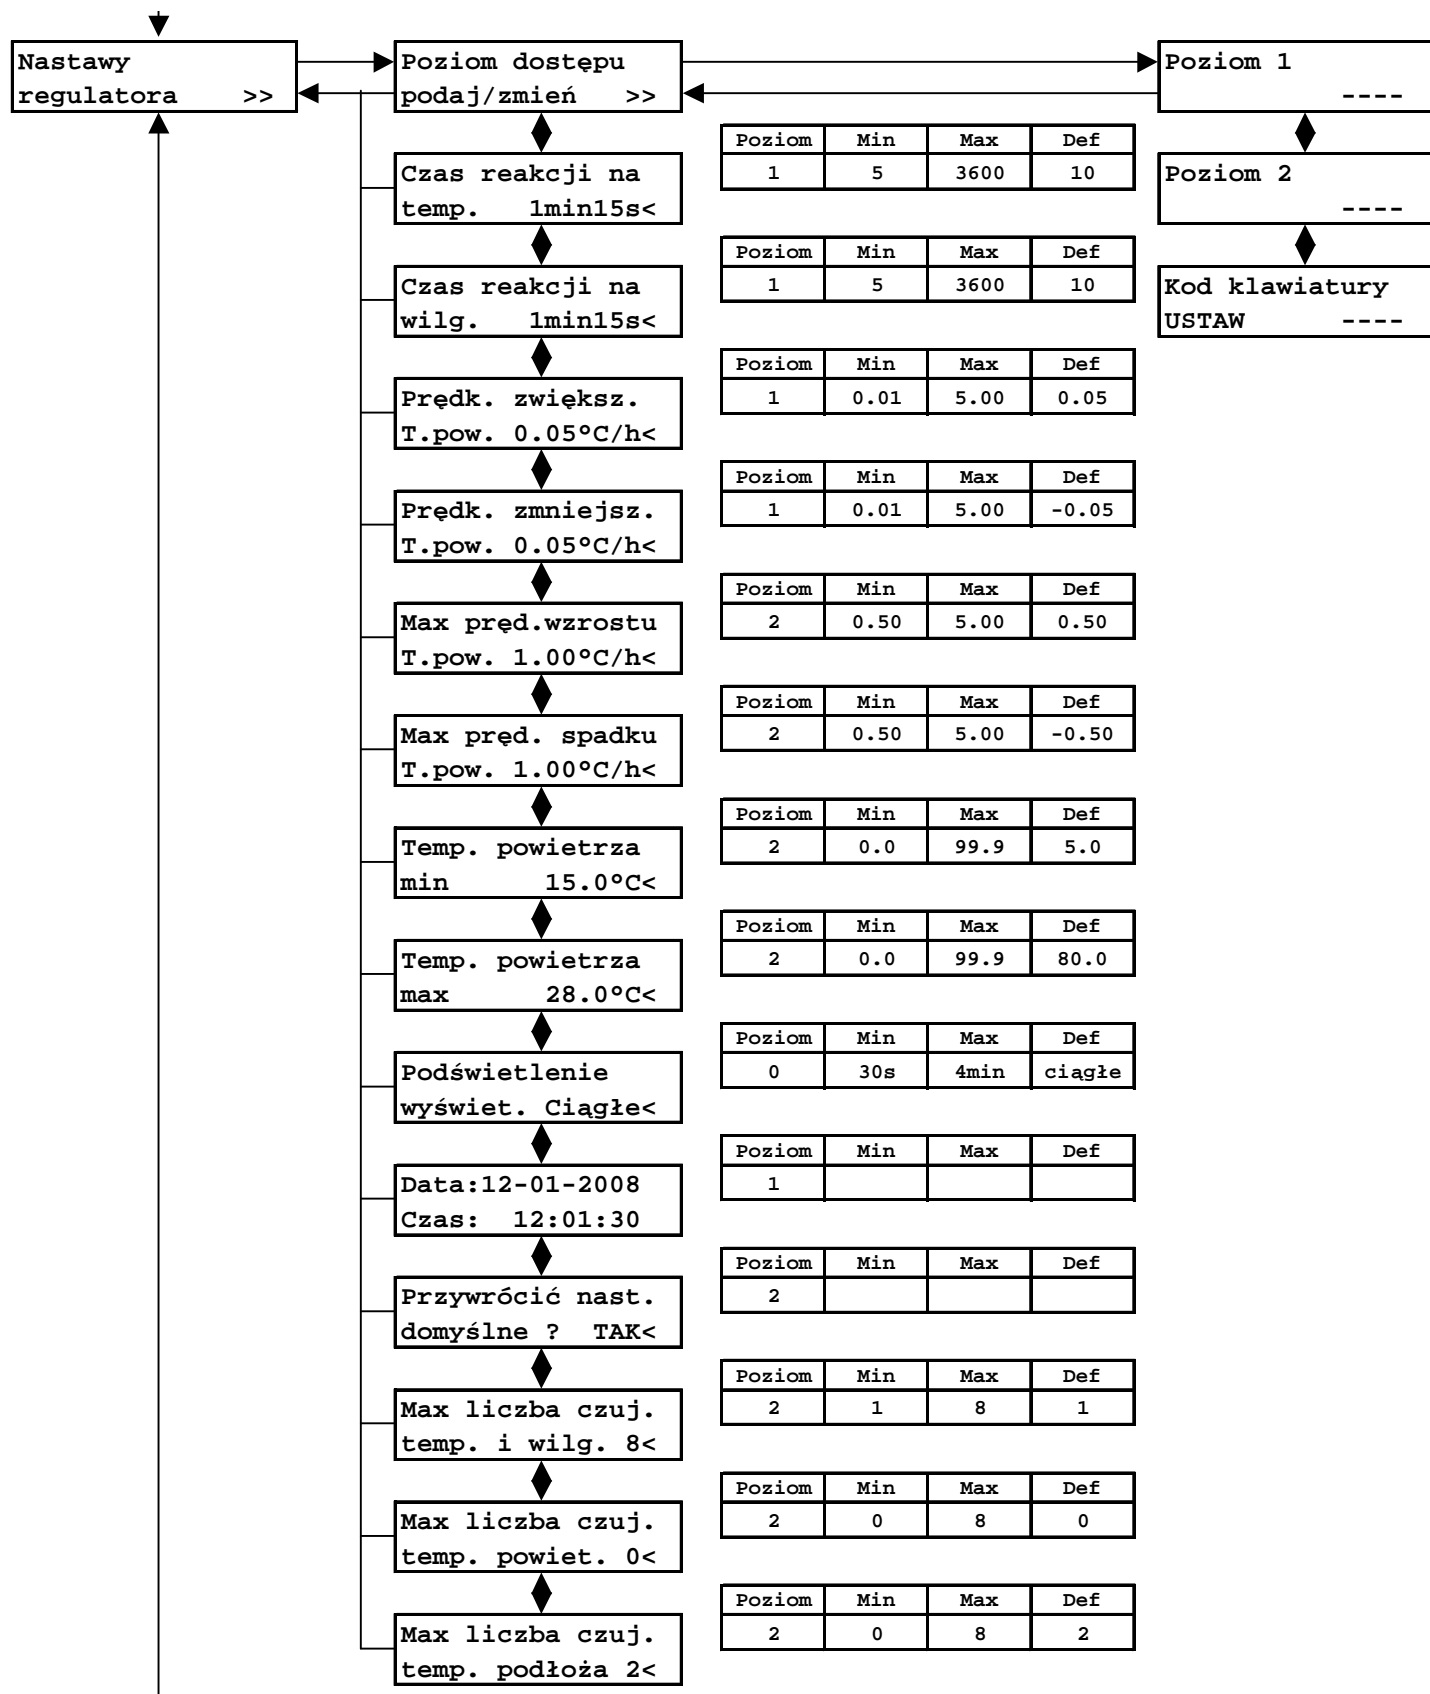 Nastawy
regulatora >>
Poziom dostępu
podaj/zmień >>
Poziom 1
----
Poziom Min Max Def
1 5 3600 10
Czas reakcji na
temp. 1min15s<
Poziom 2
----
Poziom Min Max Def
1 5 3600 10
Czas reakcji na
wilg. 1min15s<
Kod klawiatury
USTAW ----
Poziom Min Max Def
1 0.01 5.00 0.05
Prędk. zwiększ.
T.pow. 0.05°C/h<
Poziom Min Max Def
1 0.01 5.00 -0.05
Prędk. zmniejsz.
T.pow. 0.05°C/h<
Poziom Min Max Def
2 0.50 5.00 0.50
Max pręd.wzrostu
T.pow. 1.00°C/h<
Poziom Min Max Def
2 0.50 5.00 -0.50
Max pręd. spadku
T.pow. 1.00°C/h<
Poziom Min Max Def
2 0.0 99.9 5.0
Temp. powietrza
min 15.0°C<
Poziom Min Max Def
2 0.0 99.9 80.0
Temp. powietrza
max 28.0°C<
Poziom Min Max Def
0 30s 4min ciągłe
Podświetlenie
wyświet. Ciągłe<
Poziom Min Max Def
1
Data:12-01-2008
Czas: 12:01:30
Poziom Min Max Def
2
Przywrócić nast.
domyślne ? TAK<
Poziom Min Max Def
2 1 8 1
Max liczba czuj.
temp. i wilg. 8<
Poziom Min Max Def
2 0 8 0
Max liczba czuj.
temp. powiet. 0<
Poziom Min Max Def
2 0 8 2
Max liczba czuj.
temp. podłoża 2<